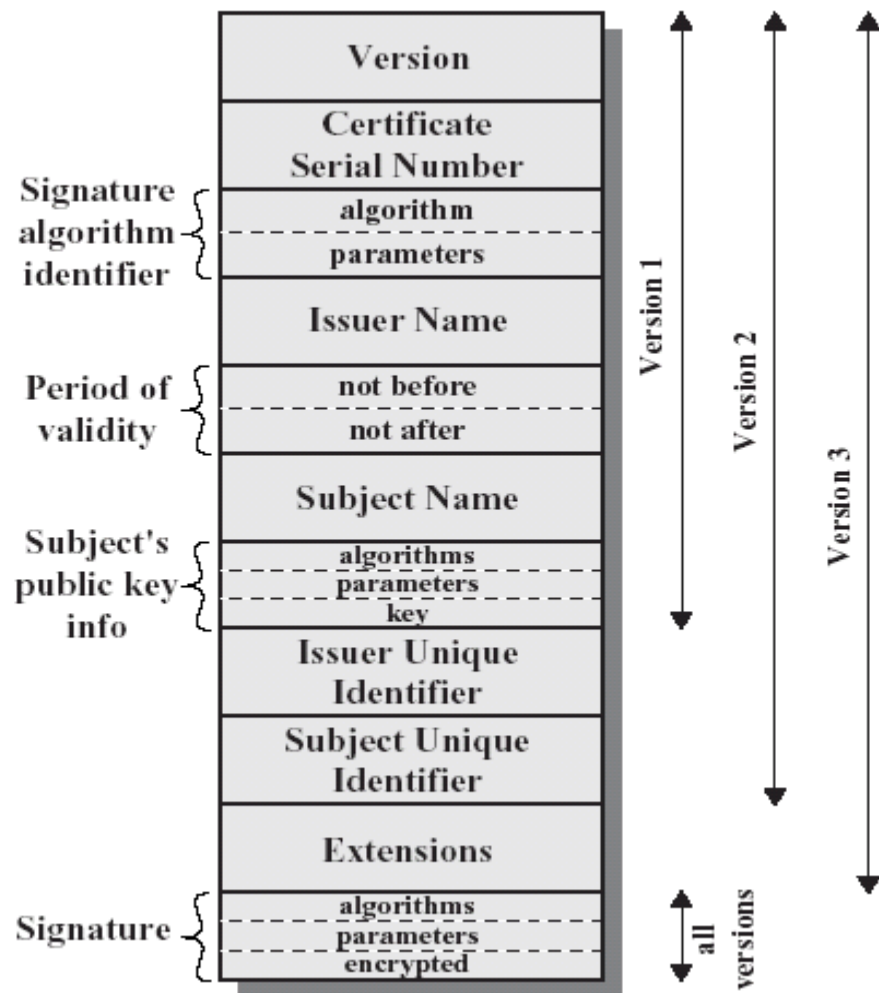 Version
Certificate
Serial Number
Signature
algorithm
identifier
algorithm
parameters
Issuer Name
Period of
validity
not before
not after
Subject Name
Subject's
public key
info
algorithms
parameters
key
Issuer Unique
Identifier
Subject Unique
Identifier
Extensions
Signature
algorithms
parameters
encrypted
Version 1
Version 2
Version 3
all
versions